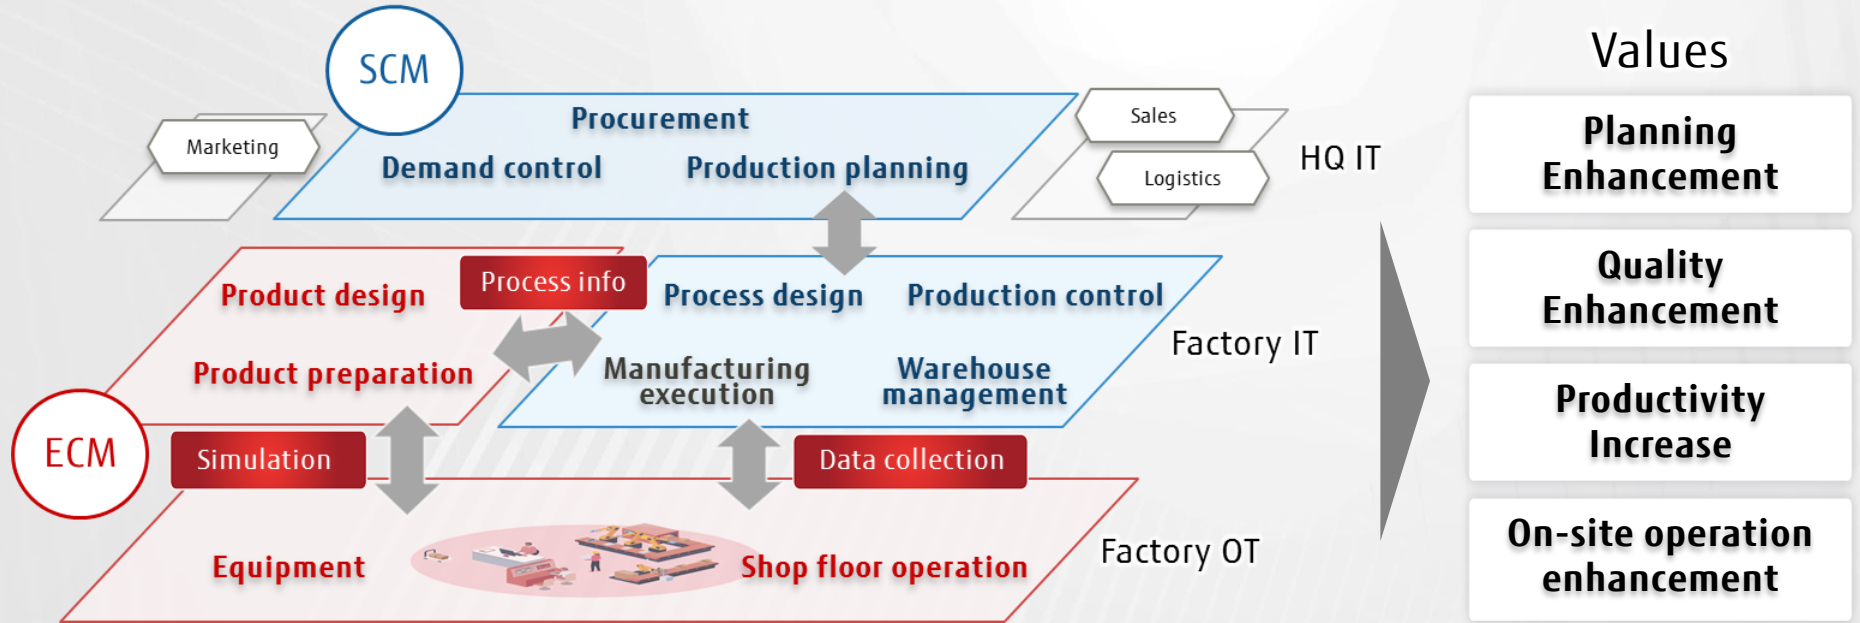 SCM
Values
Marketing
Procurement
Demand control
Production planning
Sales
Logistics
HQ IT
Planning
Enhancement
Product design
Process info
Process design
Production control
Product preparation
Manufacturing
execution
Warehouse
management
Factory IT
Quality
Enhancement
ECM
Simulation
Data collection
Productivity
Increase
Equipment
Shop floor operation
Factory OT
On-site operation
enhancement